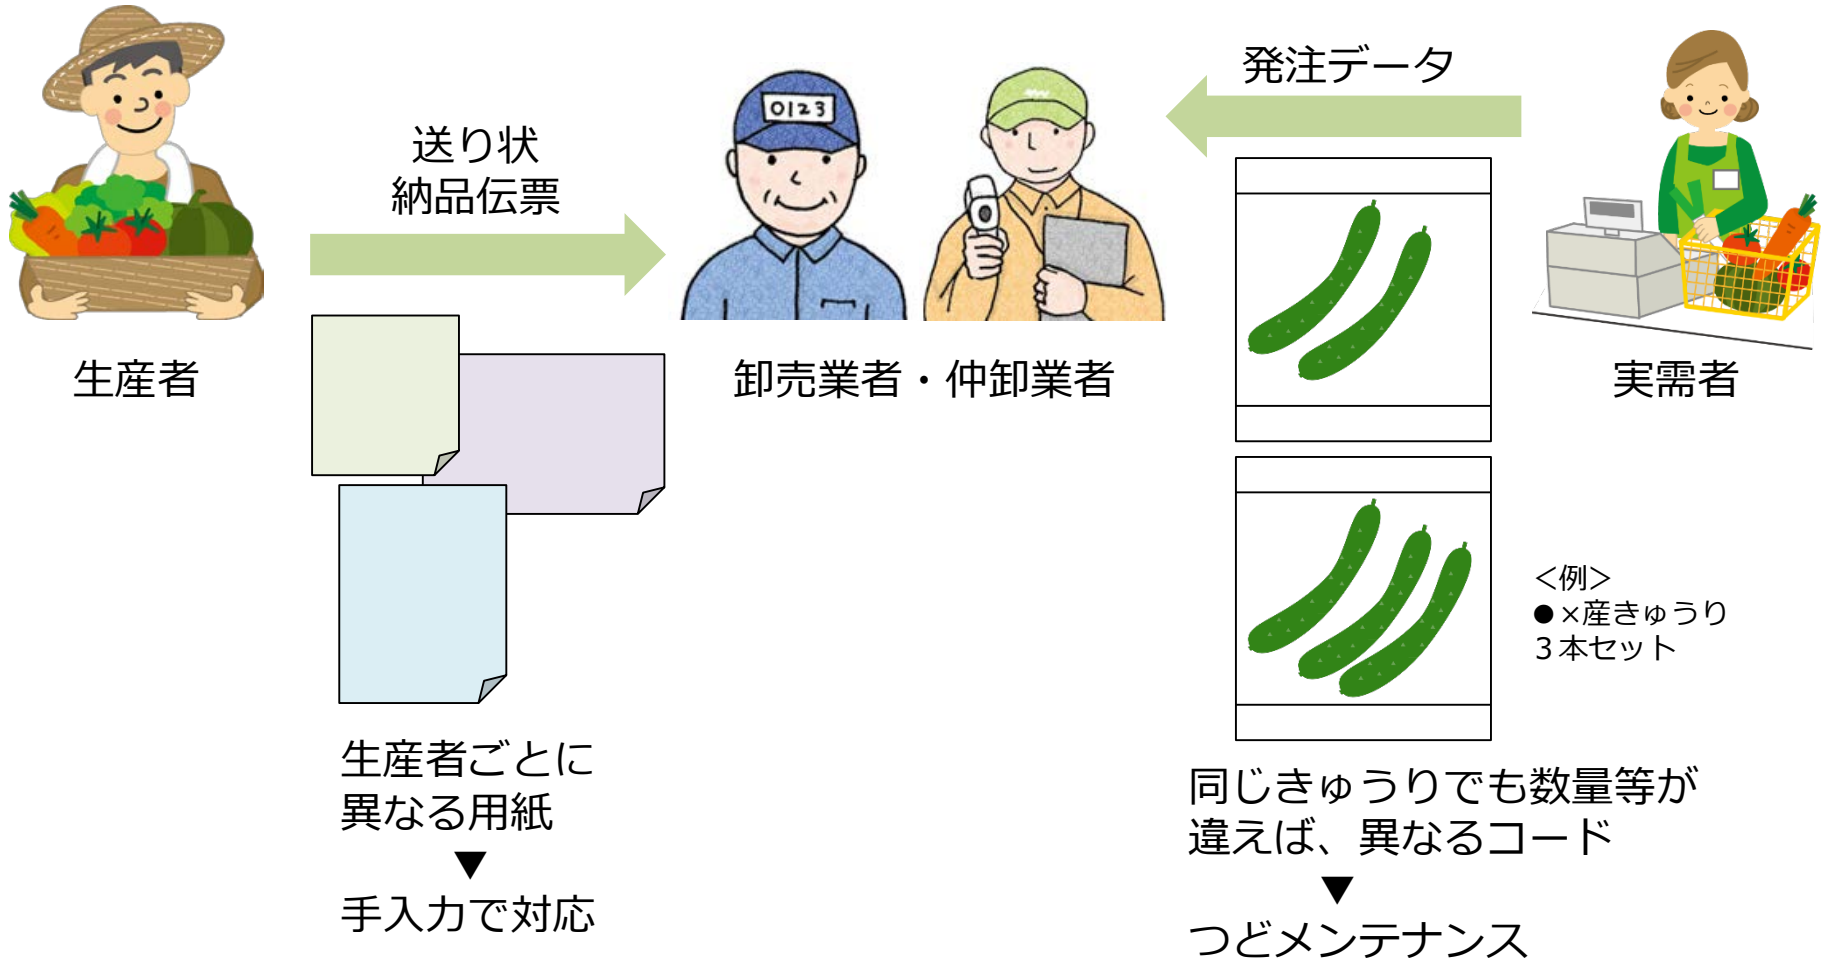 生産者
送り状
納品伝票
生産者ごとに
異なる用紙
▼
手入力で対応
0123
卸売業者・仲卸業者
発注データ
実需者
<例>
●×産きゅうり
3本セット
同じきゅうりでも数量等が
違えば、異なるコード
▼
つどメンテナンス